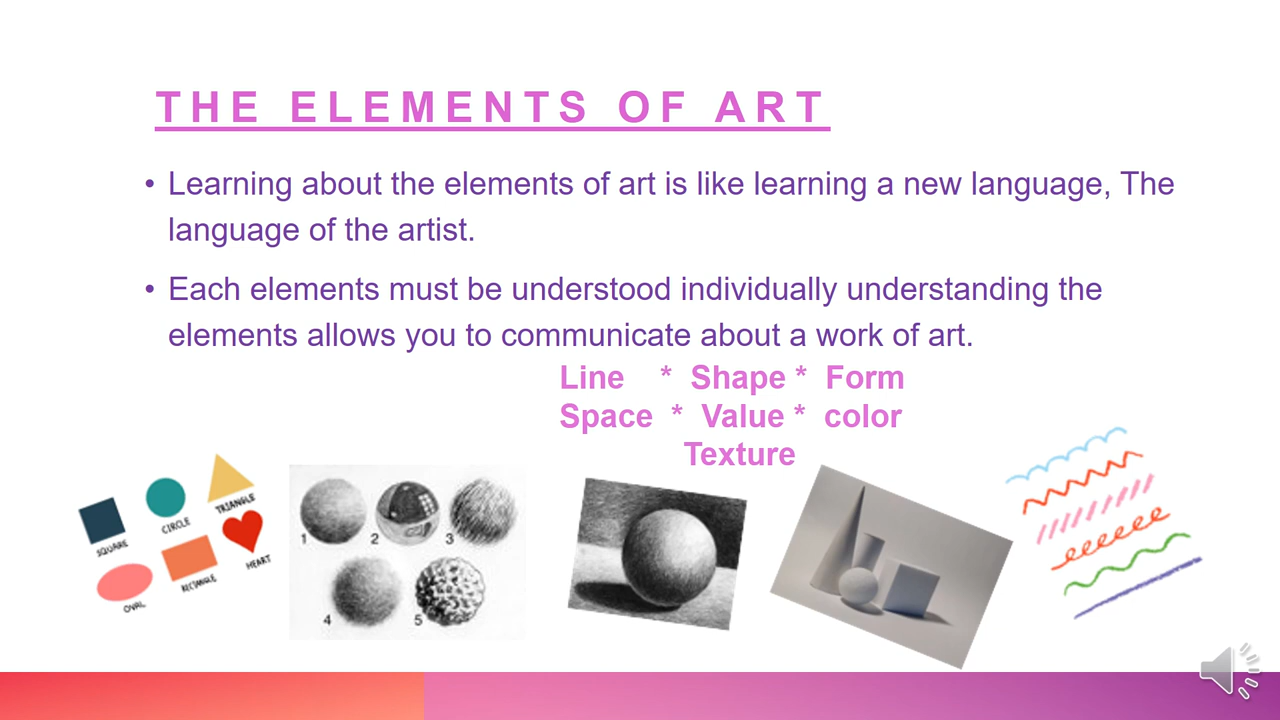 THE ELEMENTS OF ART
• Learning about the elements of art is like learning a new language, The
language of the artist.
• Each elements must be understood individually understanding the
elements allows you to communicate about a work of art.
Line * Shape * Form
Space * Value * color
Texture
SQUARE
CIRCLE
TRIANGLE
OVAL
RECTANGLE
HEART
1 2 3
4 5